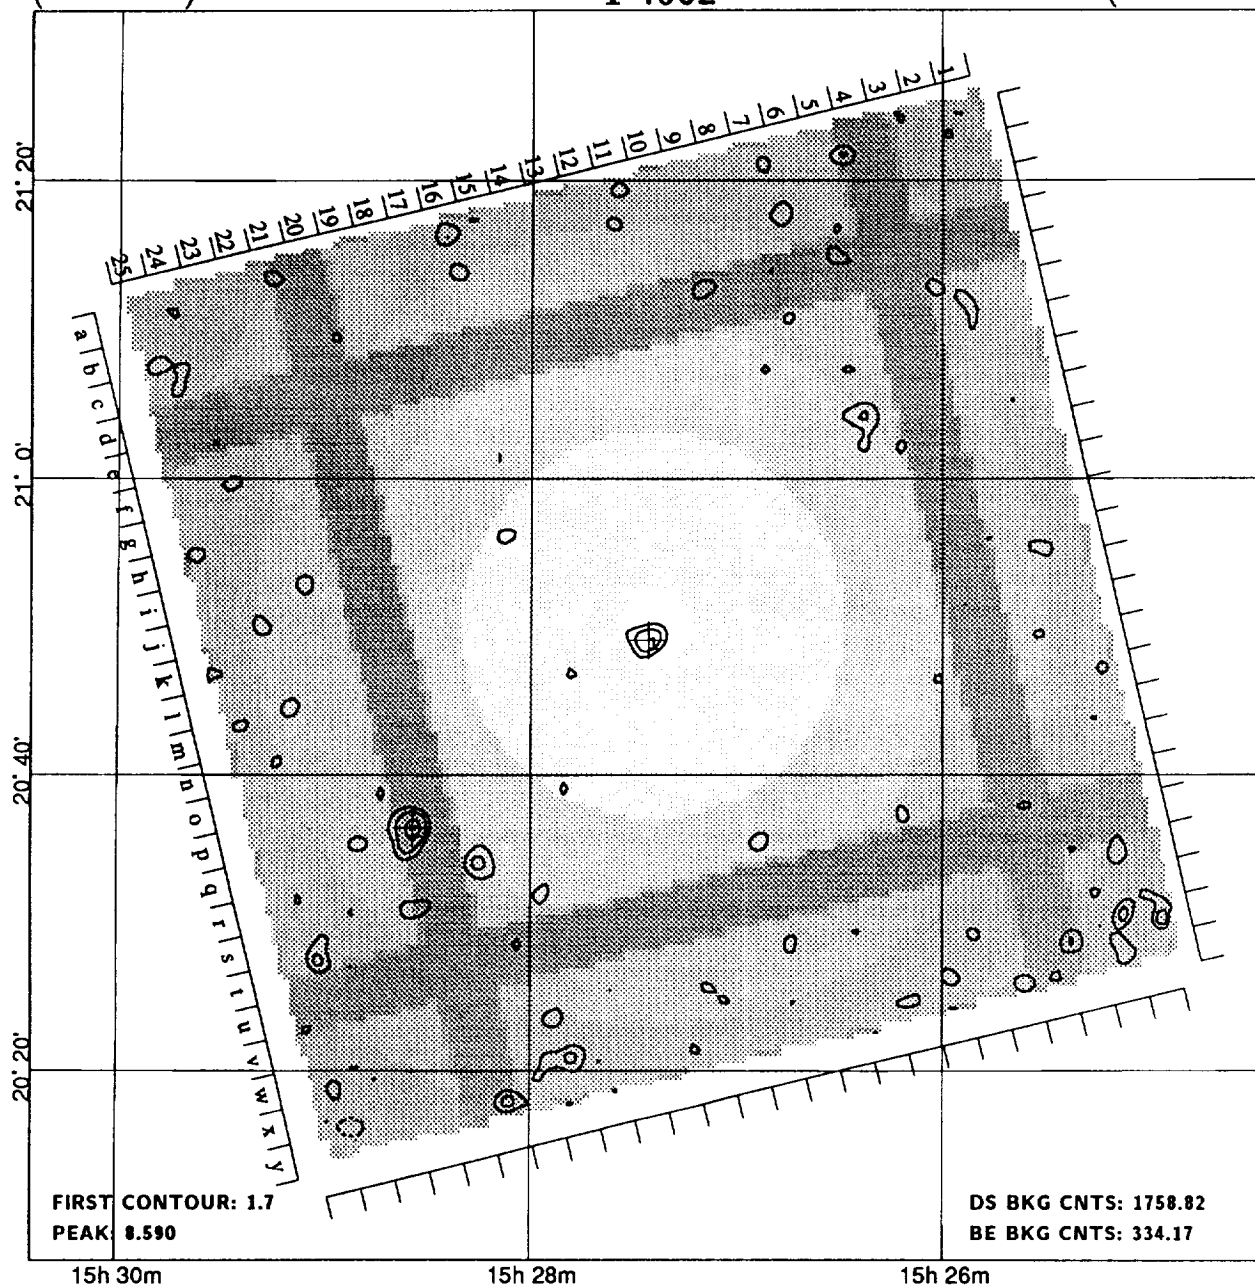 1 2 3 4 5 6 7 8 9 10 11 12 13 14 15 16 17 18 19 20 21 22 23 24 25
21° 20'
a b c d e f g h i j k l m n o p q r s t u v w x y
21° 0'
20° 40'
20° 20'
FIRST CONTOUR: 1.7
PEAK: 8.590
DS BKG CNTS: 1758.82
BE BKG CNTS: 334.17
15h 30m 15h 28m 15h 26m